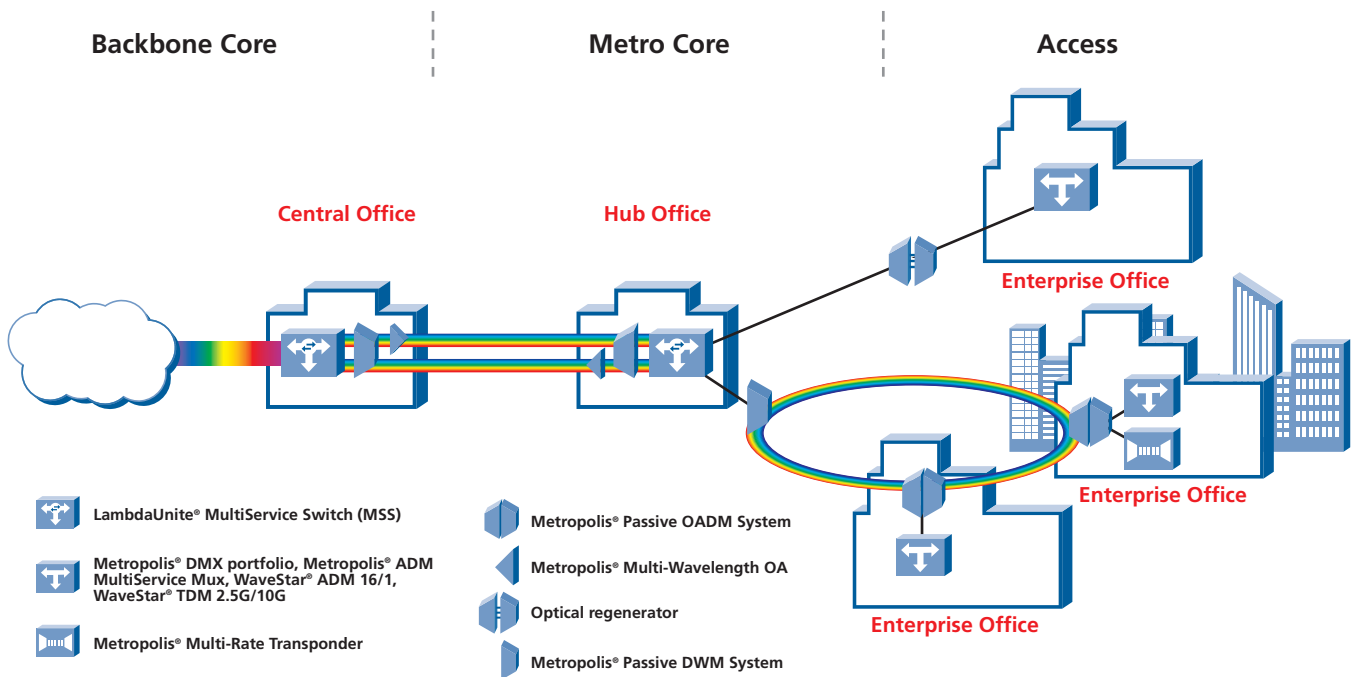 Backbone Core
Metro Core
Access
Central Office
Hub Office
Enterprise Office
Enterprise Office
Enterprise Office
LambdaUnite® MultiService Switch (MSS)
Metropolis® DMX portfolio, Metropolis® ADM
MultiService Mux, WaveStar® ADM 16/1,
WaveStar® TDM 2.5G/10G
Metropolis® Multi-Rate Transponder
Metropolis® Passive OADM System
Metropolis® Multi-Wavelength OA
Optical regenerator
Metropolis® Passive DWM System